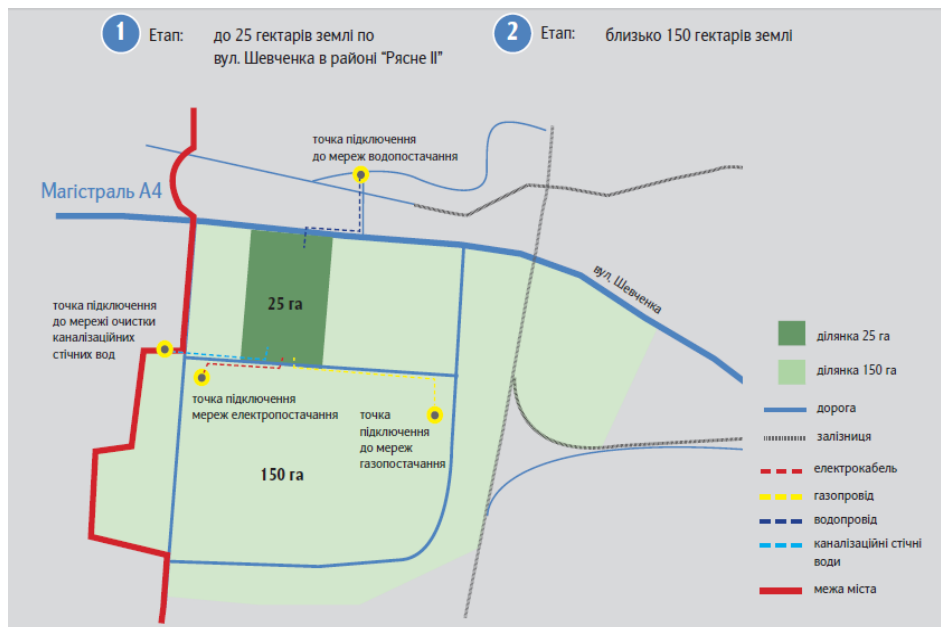 1 Етап: до 25 гектарів землі по
вул. Шевченка в районі “Рясне ІІ”
2 Етап: близько 150 гектарів землі
точка підключення
до мереж водопостачання
Магістраль А4
вул, Шевченка
25 га
точка підключення
до мережі очистки
каналізаційних
стічних вод
точка підключення
мереж електропостачання
точка
підключення
до мереж
газопостачання
150 га
ділянка 25 га
ділянка 150 га
дорога
залізниця
електрокабель
газопровід
водопровід
каналізаційні стічні
води
межа міста